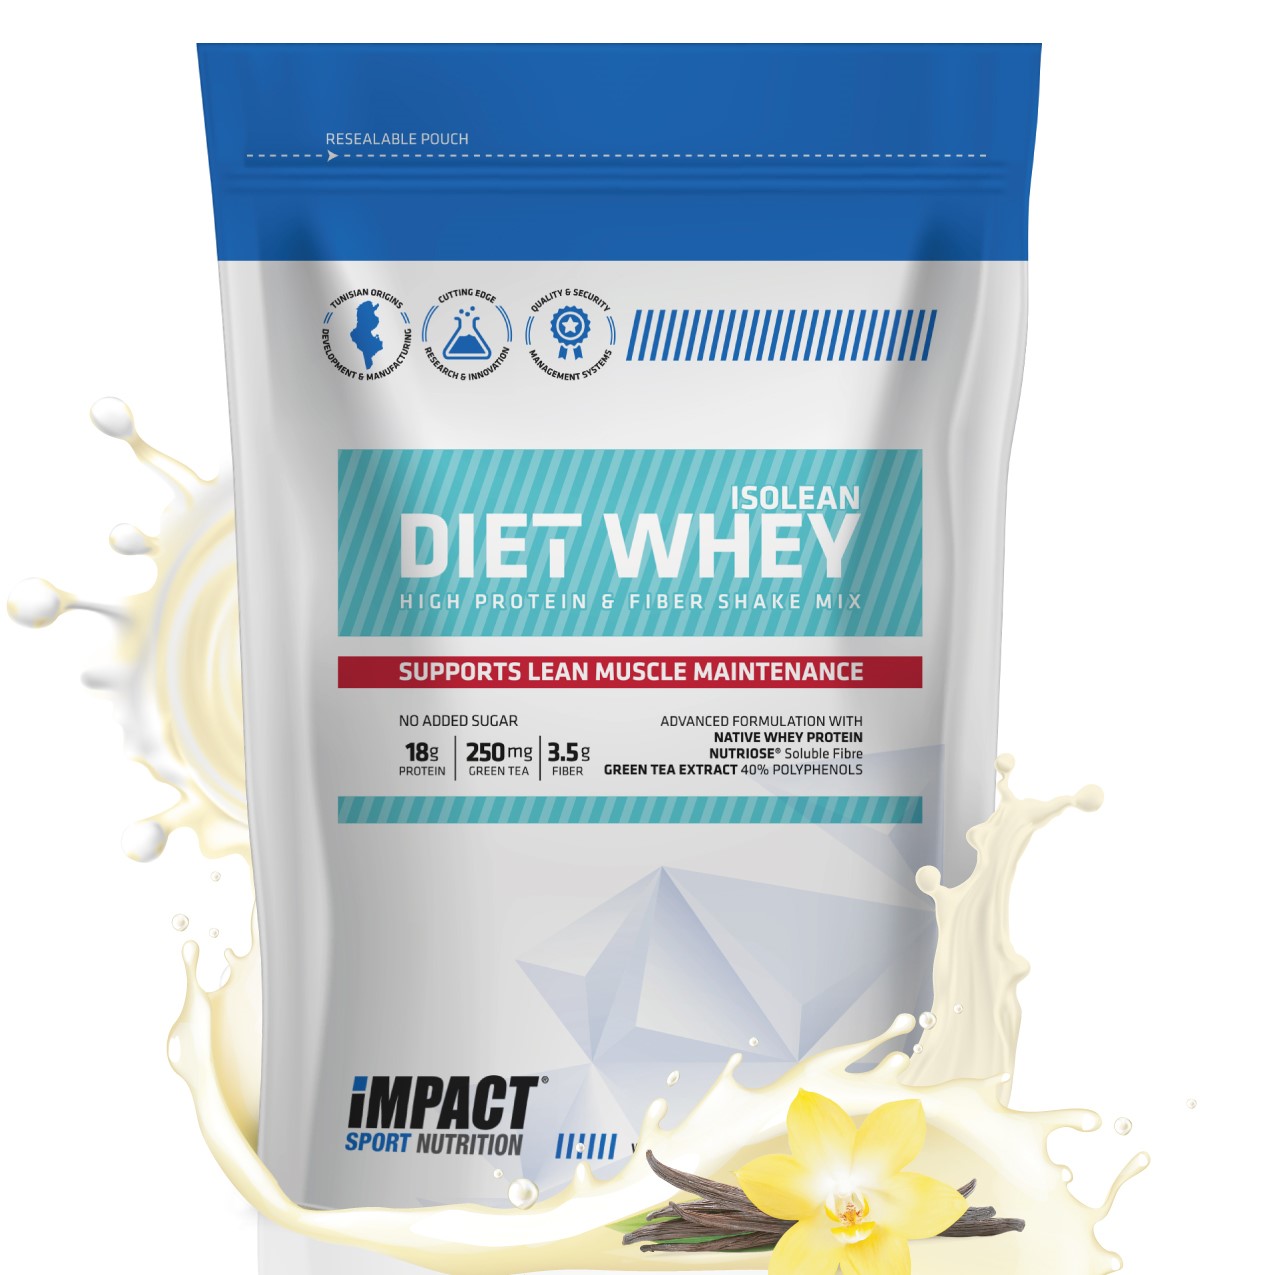 RESEALABLE POUCH
TUNISIAN ORIGINS
DEVELOPMENT & MANUFACTURING
CUTTING EDGE
RESEARCH & INNOVATION
QUALITY & SECURITY
MANAGEMENT SYSTEMS
ISOLEAN
DIET WHEY
HIGH PROTEIN & FIBER SHAKE MIX
SUPPORTS LEAN MUSCLE MAINTENANCE
NO ADDED SUGAR
18g PROTEIN
250mg GREEN TEA
3.5g FIBER
ADVANCED FORMULATION WITH
NATIVE WHEY PROTEIN
NUTRIOSE® Soluble Fibre
GREEN TEA EXTRACT 40% POLYPHENOLS
iMPACT®
SPORT NUTRITION